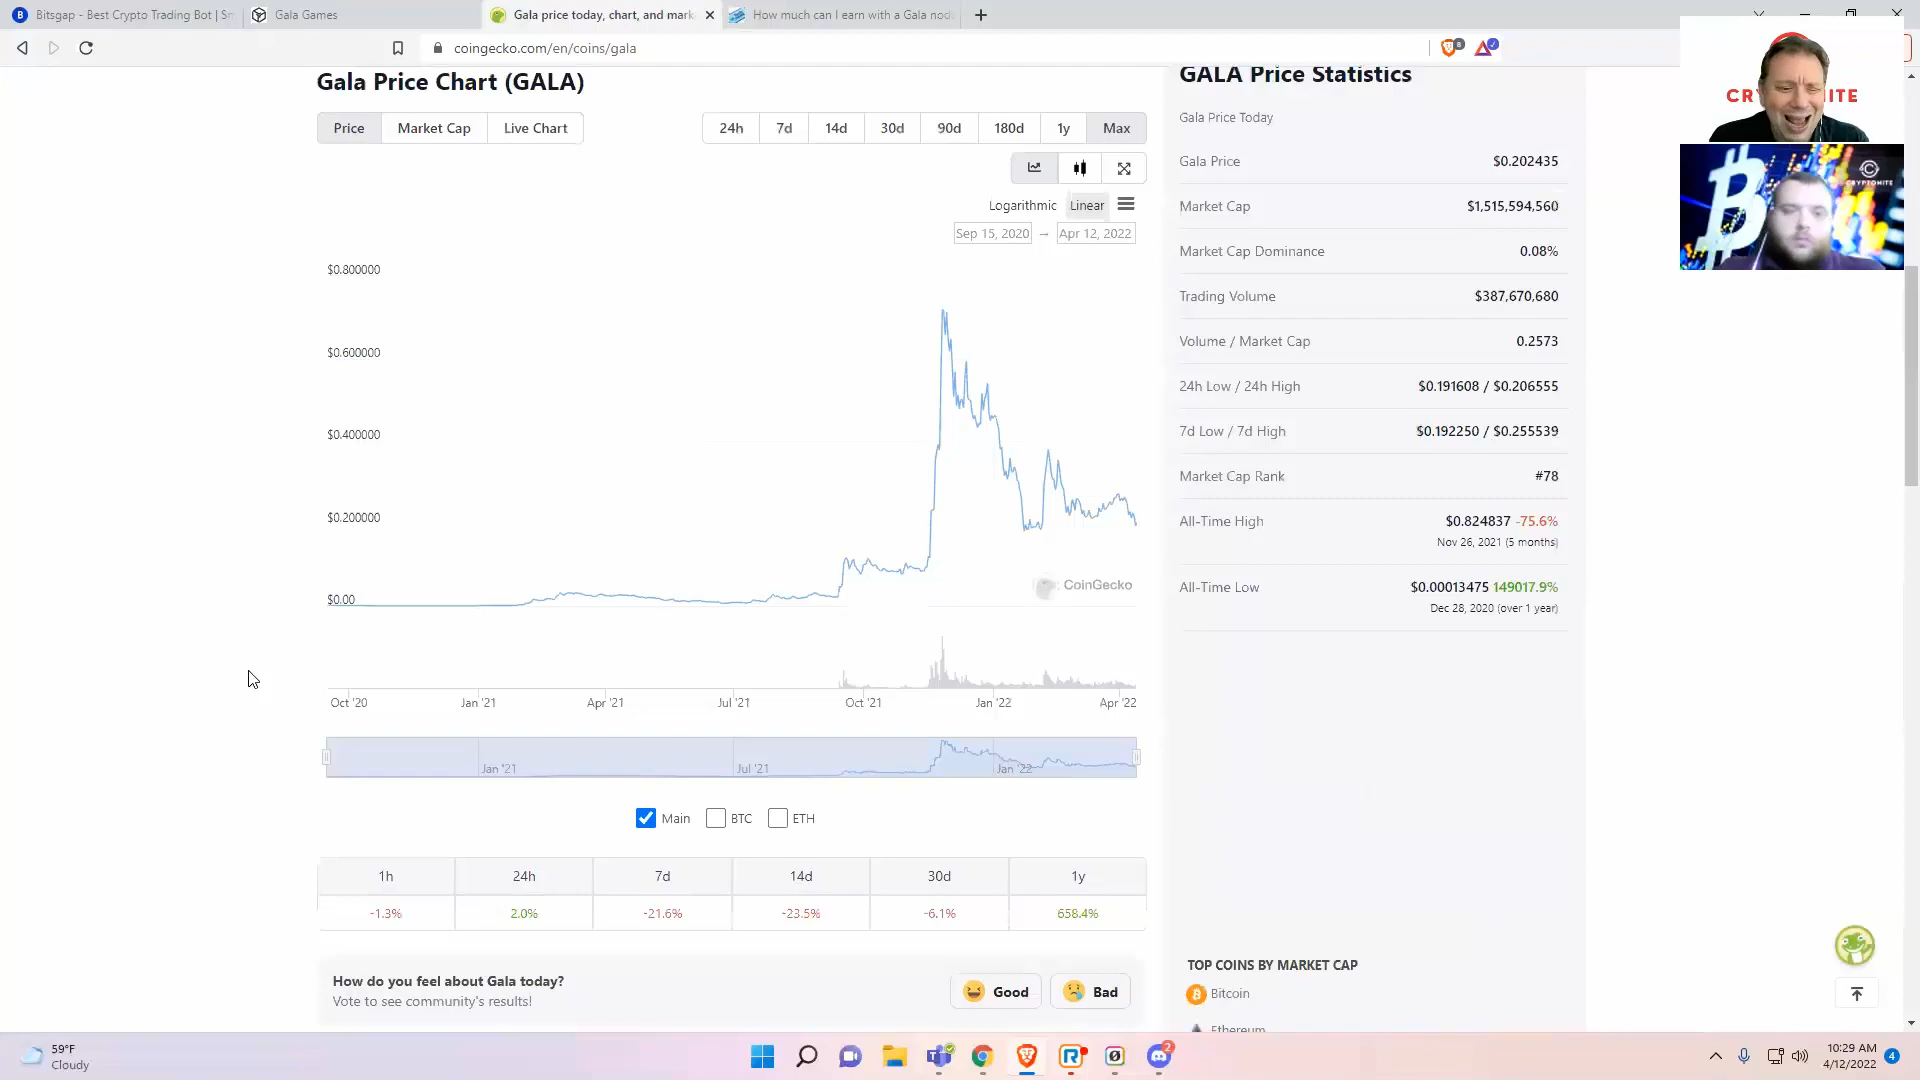 Bitsgap - Best Crypto Trading Bot | Sm
Gala Games
Gala price today, chart, and mark
How much can I earn with a Gala nod
coingecko.com/en/coins/gala
8
Gala Price Chart (GALA)
Price
Market Cap
Live Chart
24h
7d
14d
30d
90d
180d
1y
Max
Logarithmic
Linear
Sep 15, 2020 → Apr 12, 2022
$0.800000
$0.600000
$0.400000
$0.200000
$0.00
CoinGecko
Oct '20
Jan '21
Apr '21
Jul '21
Oct '21
Jan '22
Apr '22
Jan '21
Jul '21
Jan '22
Main
BTC
ETH
1h 24h 7d 14d 30d 1y
-1.3% 2.0% -21.6% -23.5% -6.1% 658.4%
How do you feel about Gala today?
Vote to see community's results!
Good
Bad
GALA Price Statistics
Gala Price Today
Gala Price $0.202435
Market Cap $1,515,594,560
Market Cap Dominance 0.08%
Trading Volume $387,670,680
Volume / Market Cap 0.2573
24h Low / 24h High $0.191608 / $0.206555
7d Low / 7d High $0.192250 / $0.255539
Market Cap Rank #78
All-Time High $0.824837 -75.6%
Nov 26, 2021 (5 months)
All-Time Low $0.00013475 149017.9%
Dec 28, 2020 (over 1 year)
TOP COINS BY MARKET CAP
Bitcoin
Ethereum
CR ITE
CRYPTOMITE
59°F
Cloudy
2
10:29 AM
4/12/2022
4